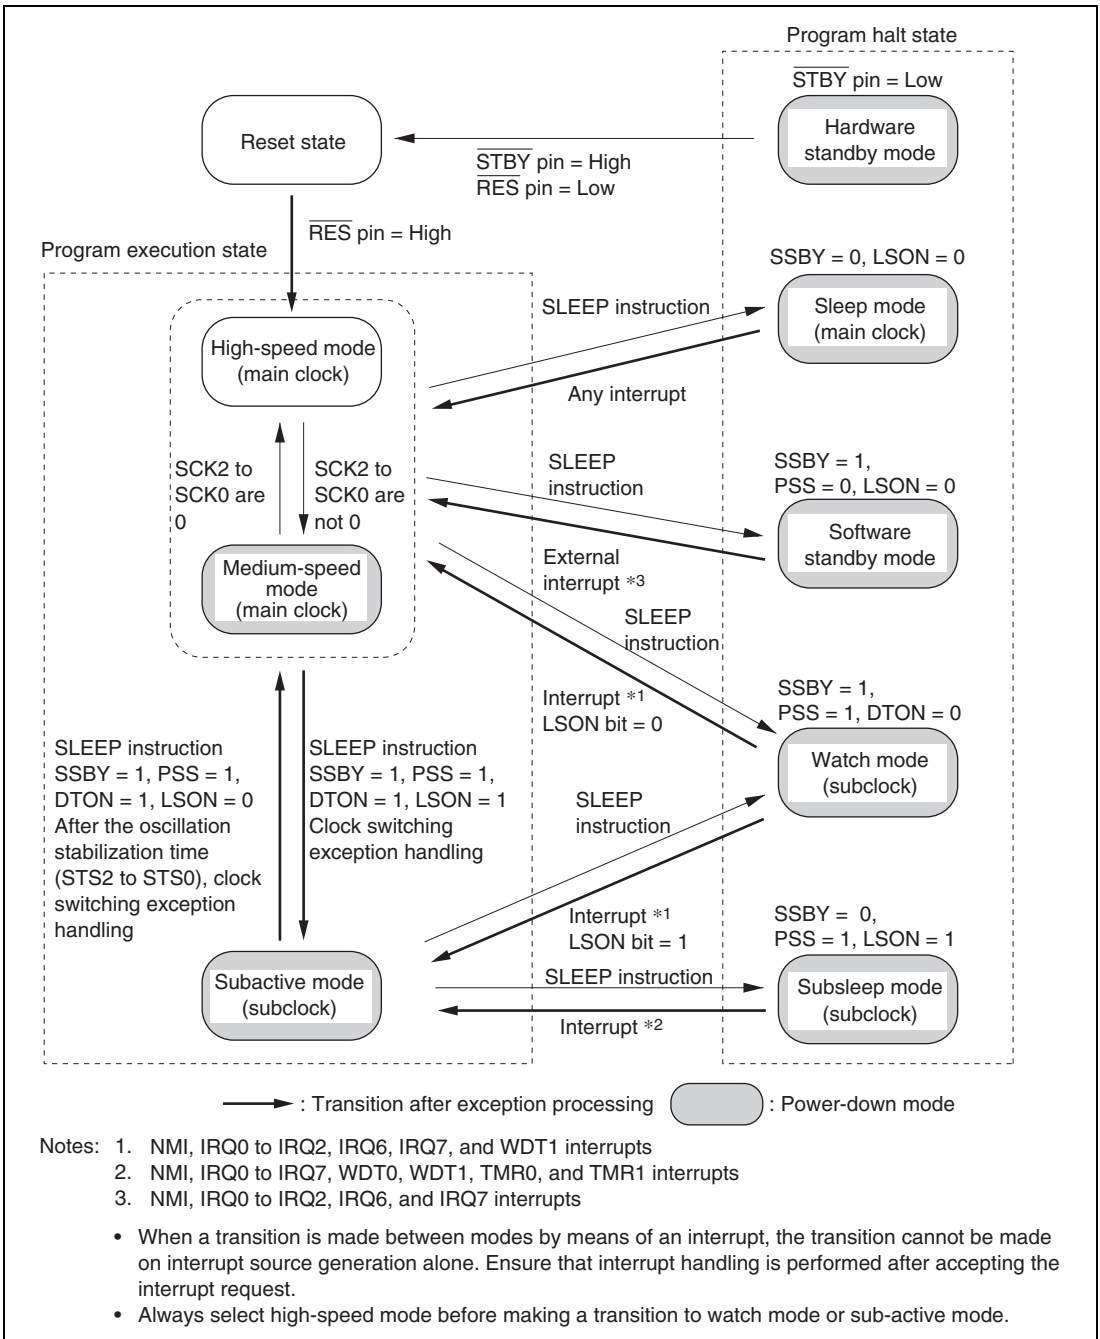 Program halt state
STBY pin = Low
Hardware
standby mode
Reset state
STBY pin = High
RES pin = Low
RES pin = High
Program execution state
SSBY = 0, LSON = 0
Sleep mode
(main clock)
SLEEP instruction
Any interrupt
High-speed mode
(main clock)
SCK2 to
SCK0 are
0
SCK2 to
SCK0 are
not 0
Medium-speed
mode
(main clock)
SLEEP
instruction
SSBY = 1,
PSS = 0, LSON = 0
Software
standby mode
External
interrupt *3
SLEEP
instruction
Interrupt *1
LSON bit = 0
SSBY = 1,
PSS = 1, DTON = 0
Watch mode
(subclock)
SLEEP instruction
SSBY = 1, PSS = 1,
DTON = 1, LSON = 0
After the oscillation
stabilization time
(STS2 to STS0), clock
switching exception
handling
SLEEP instruction
SSBY = 1, PSS = 1,
DTON = 1, LSON = 1
Clock switching
exception handling
SLEEP
instruction
Interrupt *1
LSON bit = 1
SSBY = 0,
PSS = 1, LSON = 1
Subactive mode
(subclock)
SLEEP instruction
Interrupt *2
Subsleep mode
(subclock)
: Transition after exception processing
: Power-down mode
Notes: 1. NMI, IRQ0 to IRQ2, IRQ6, IRQ7, and WDT1 interrupts
2. NMI, IRQ0 to IRQ7, WDT0, WDT1, TMR0, and TMR1 interrupts
3. NMI, IRQ0 to IRQ2, IRQ6, and IRQ7 interrupts
• When a transition is made between modes by means of an interrupt, the transition cannot be made
on interrupt source generation alone. Ensure that interrupt handling is performed after accepting the
interrupt request.
• Always select high-speed mode before making a transition to watch mode or sub-active mode.